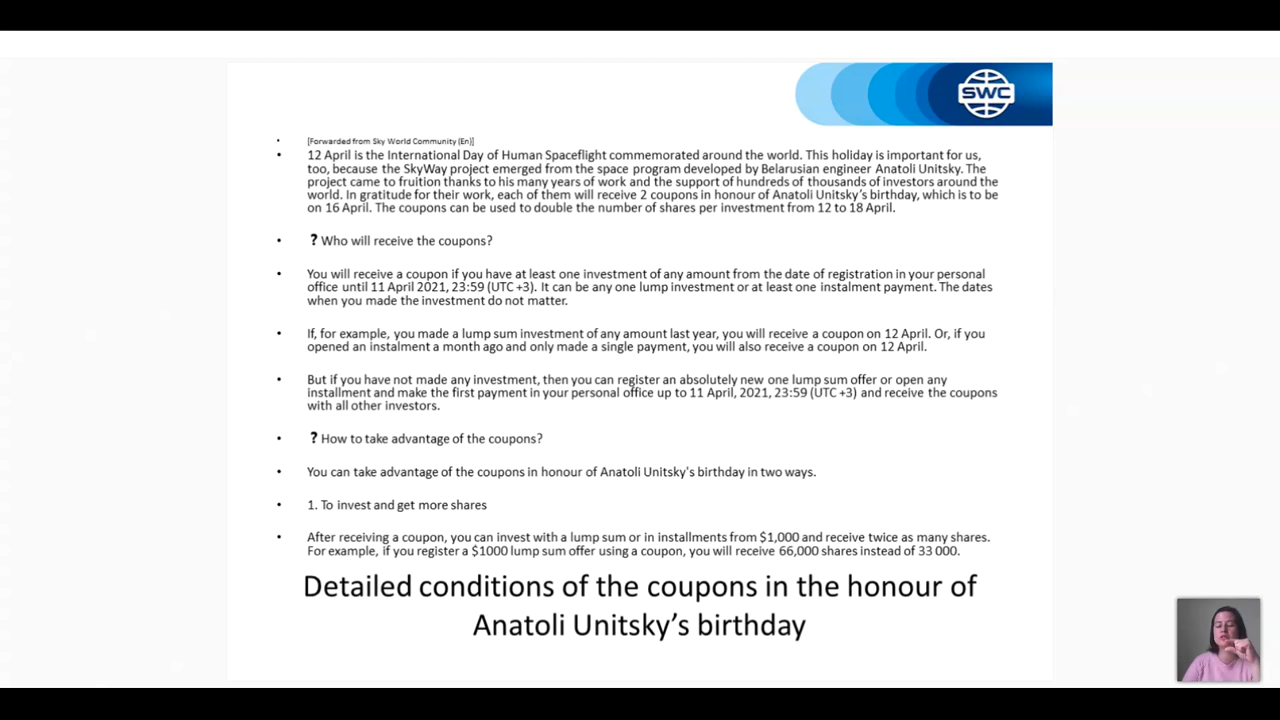 SWC
[Forwarded from Sky World Community (En)]
12 April is the International Day of Human Spaceflight commemorated around the world. This holiday is important for us,
too, because the SkyWay project emerged from the space program developed by Belarusian engineer Anatoli Unitsky. The
project came to fruition thanks to his many years of work and the support of hundreds of thousands of investors around the
world. In gratitude for their work, each of them will receive 2 coupons in honour of Anatoli Unitsky’s birthday, which is to be
on 16 April. The coupons can be used to double the number of shares per investment from 12 to 18 April.
? Who will receive the coupons?
You will receive a coupon if you have at least one investment of any amount from the date of registration in your personal
office until 11 April 2021, 23:59 (UTC +3). It can be any one lump investment or at least one instalment payment. The dates
when you made the investment do not matter.
If, for example, you made a lump sum investment of any amount last year, you will receive a coupon on 12 April. Or, if you
opened an instalment a month ago and only made a single payment, you will also receive a coupon on 12 April.
But if you have not made any investment, then you can register an absolutely new one lump sum offer or open any
installment and make the first payment in your personal office up to 11 April, 2021, 23:59 (UTC +3) and receive the coupons
with all other investors.
? How to take advantage of the coupons?
You can take advantage of the coupons in honour of Anatoli Unitsky's birthday in two ways.
1. To invest and get more shares
After receiving a coupon, you can invest with a lump sum or in installments from $1,000 and receive twice as many shares.
For example, if you register a $1000 lump sum offer using a coupon, you will receive 66,000 shares instead of 33 000.
Detailed conditions of the coupons in the honour of
Anatoli Unitsky’s birthday